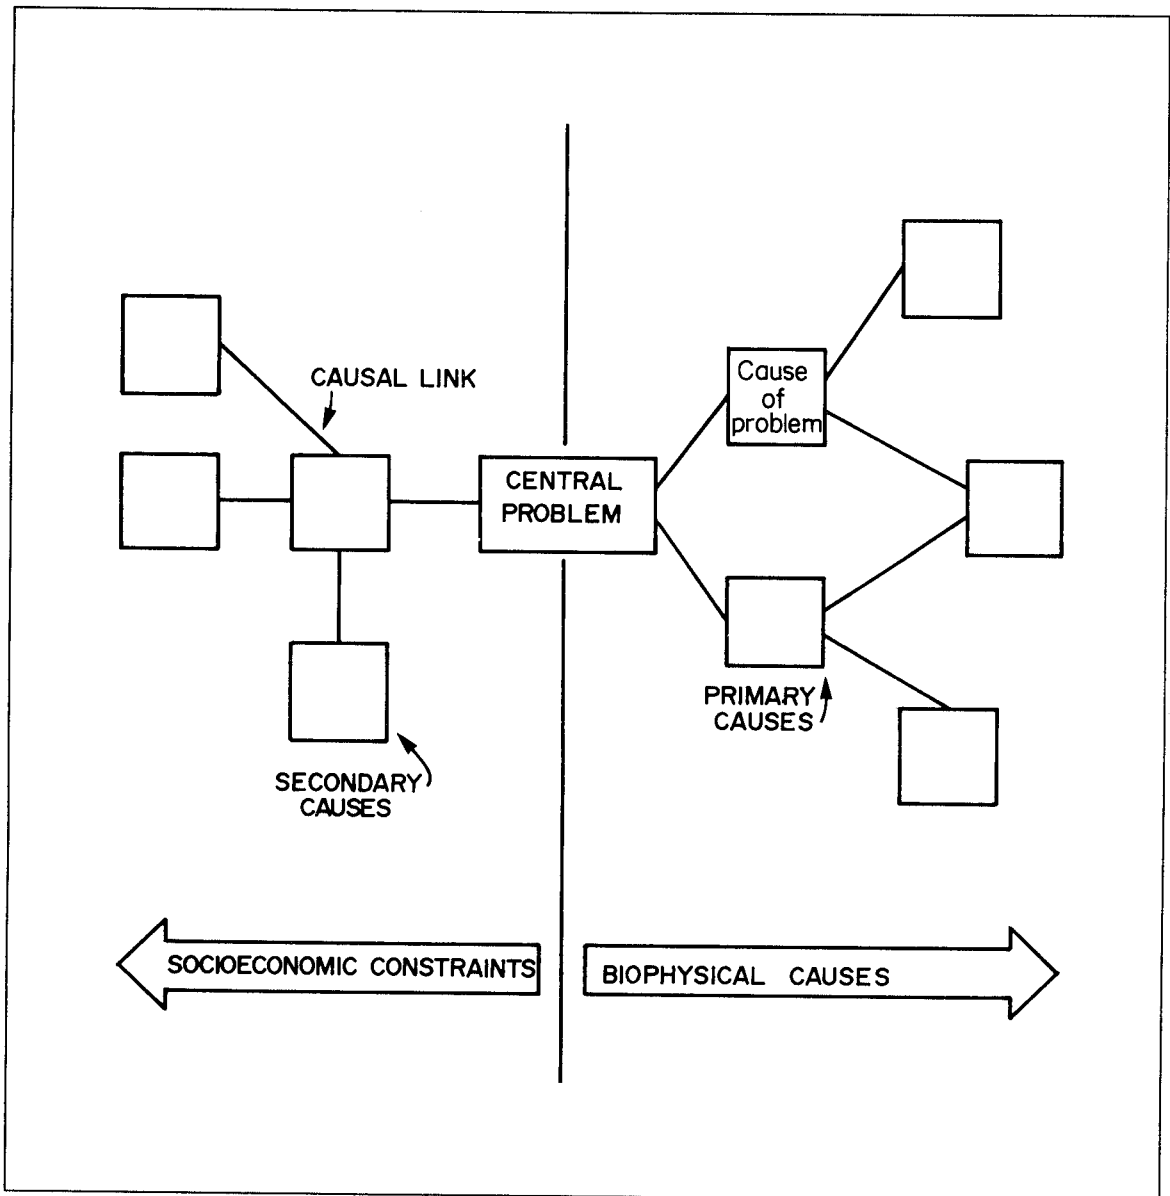 CAUSAL LINK
Cause
of
problem
CENTRAL
PROBLEM
PRIMARY
CAUSES
SECONDARY
CAUSES
SOCIOECONOMIC CONSTRAINTS
BIOPHYSICAL CAUSES